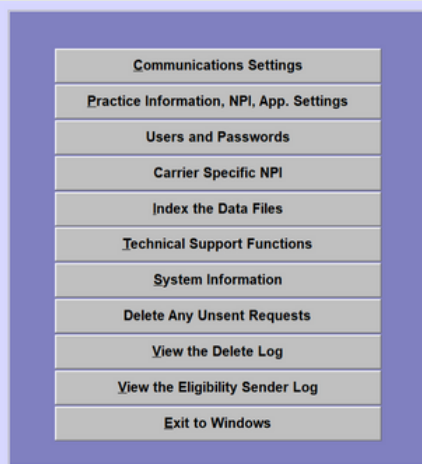 Communications Settings
Practice Information, NPI, App. Settings
Users and Passwords
Carrier Specific NPI
Index the Data Files
Technical Support Functions
System Information
Delete Any Unsent Requests
View the Delete Log
View the Eligibility Sender Log
Exit to Windows